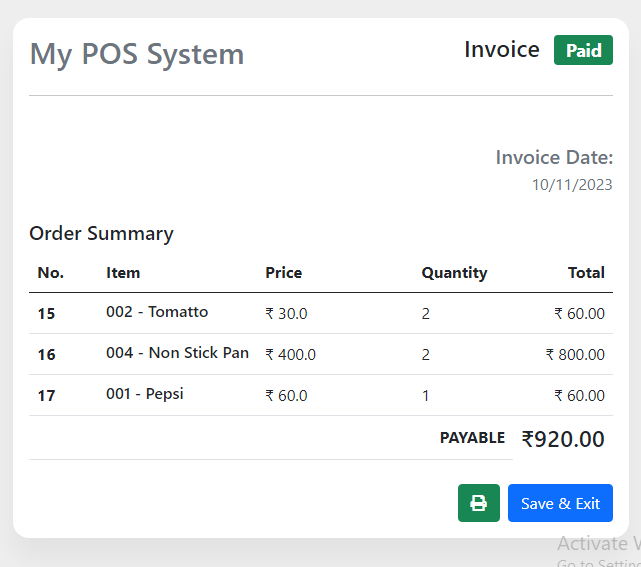 My POS System
Invoice Paid
Invoice Date:
10/11/2023
Order Summary
No. Item Price Quantity Total
15 002 - Tomatto ₹ 30.0 2 ₹ 60.00
16 004 - Non Stick Pan ₹ 400.0 2 ₹ 800.00
17 001 - Pepsi ₹ 60.0 1 ₹ 60.00
PAYABLE ₹920.00
Save & Exit
Activate W
Go to Setting